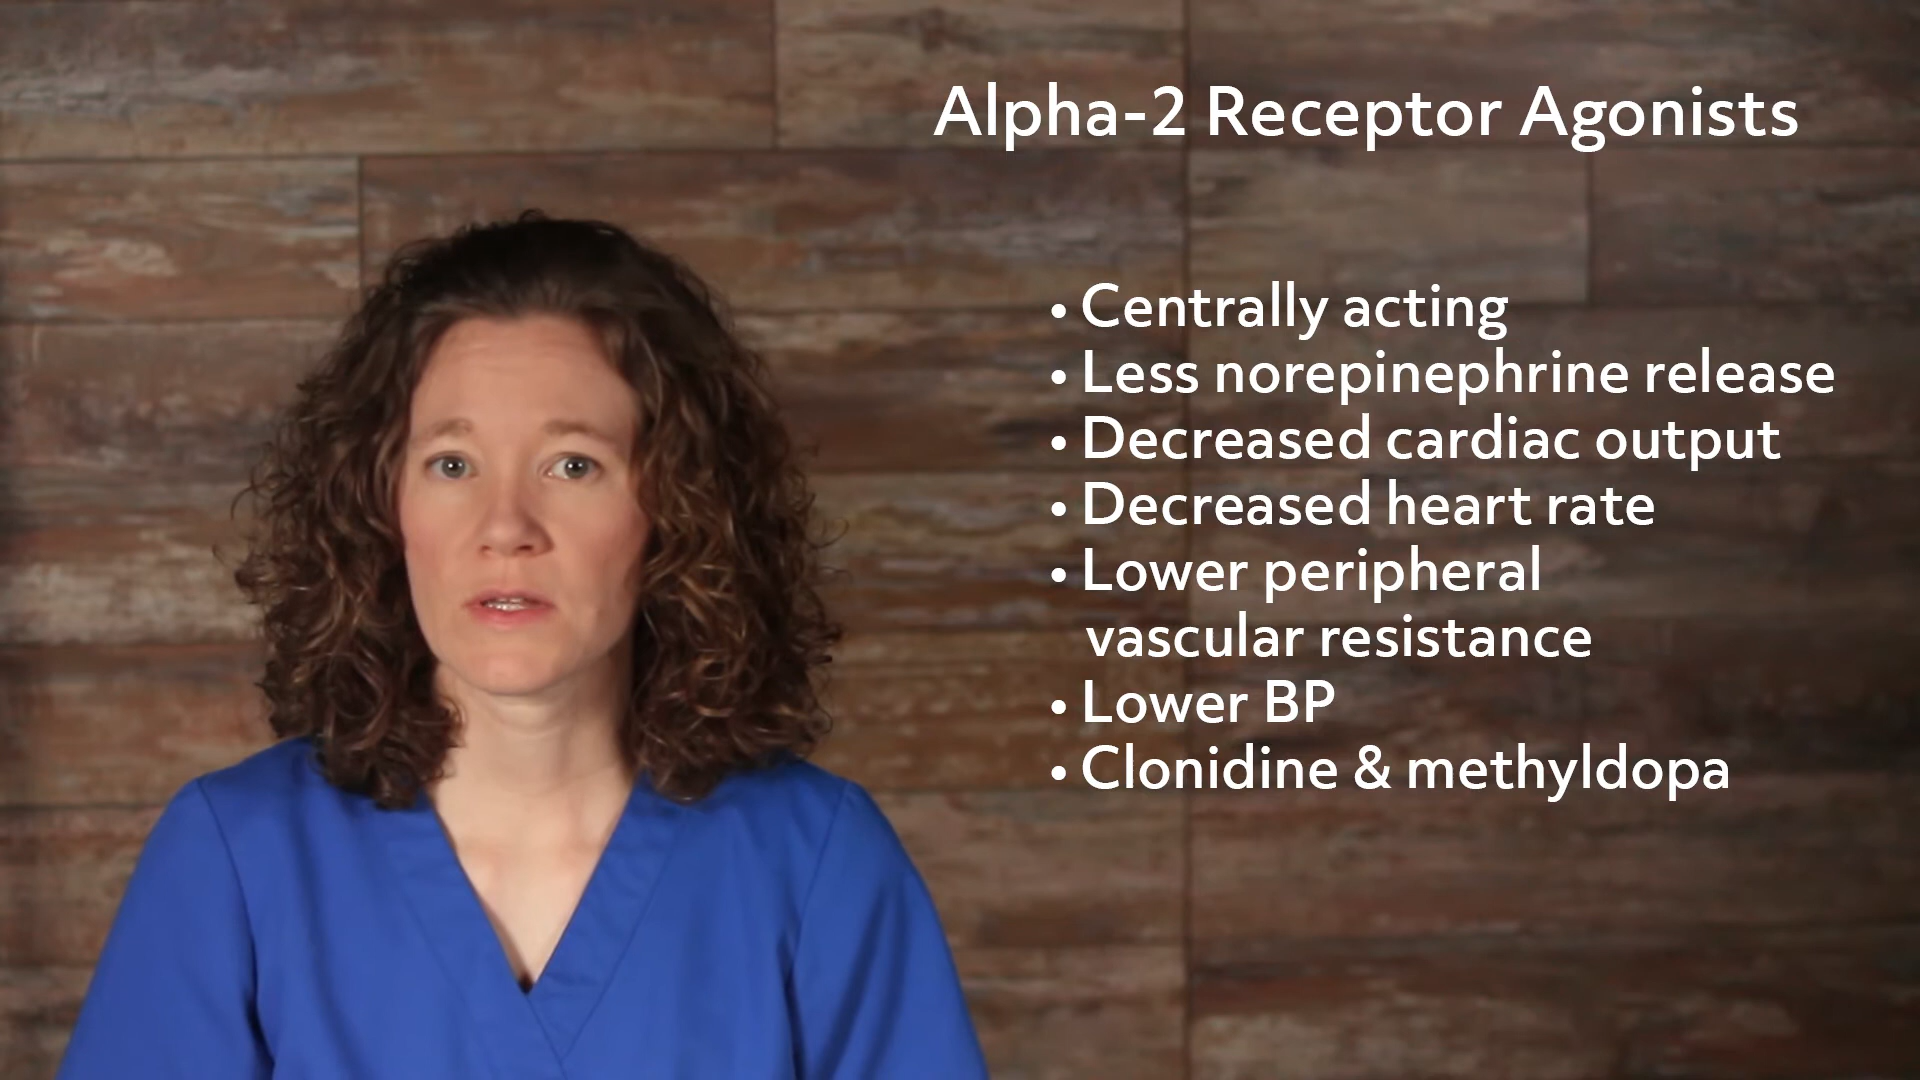 Alpha-2 Receptor Agonists
• Centrally acting
• Less norepinephrine release
• Decreased cardiac output
• Decreased heart rate
• Lower peripheral
vascular resistance
• Lower BP
• Clonidine & methyldopa